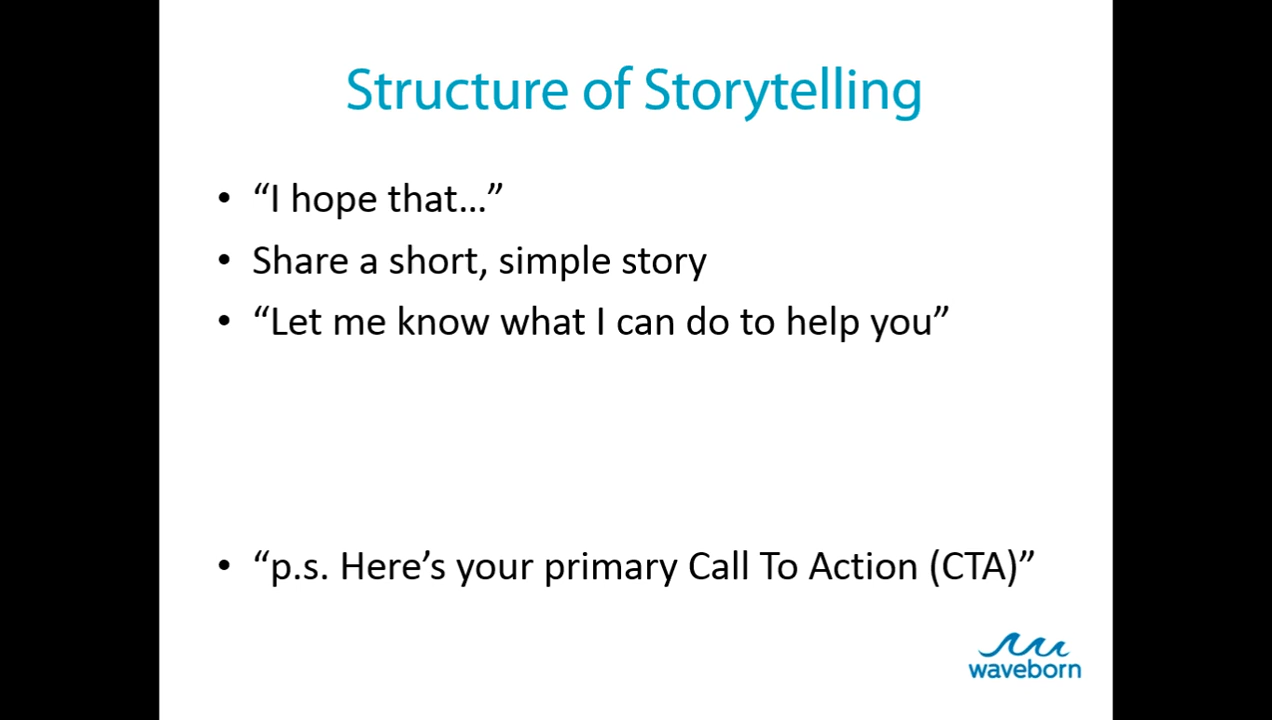 Structure of Storytelling
• “I hope that…”
• Share a short, simple story
• “Let me know what I can do to help you”
• “p.s. Here’s your primary Call To Action (CTA)”
waveborn